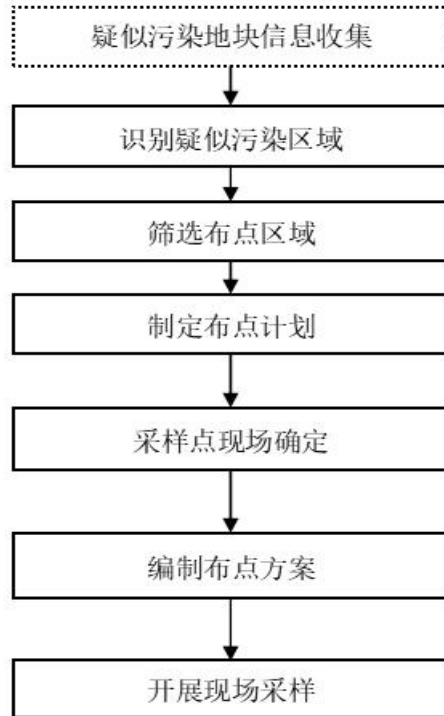 疑似污染地块信息收集
识别疑似污染区域
筛选布点区域
制定布点计划
采样点现场确定
编制布点方案
开展现场采样